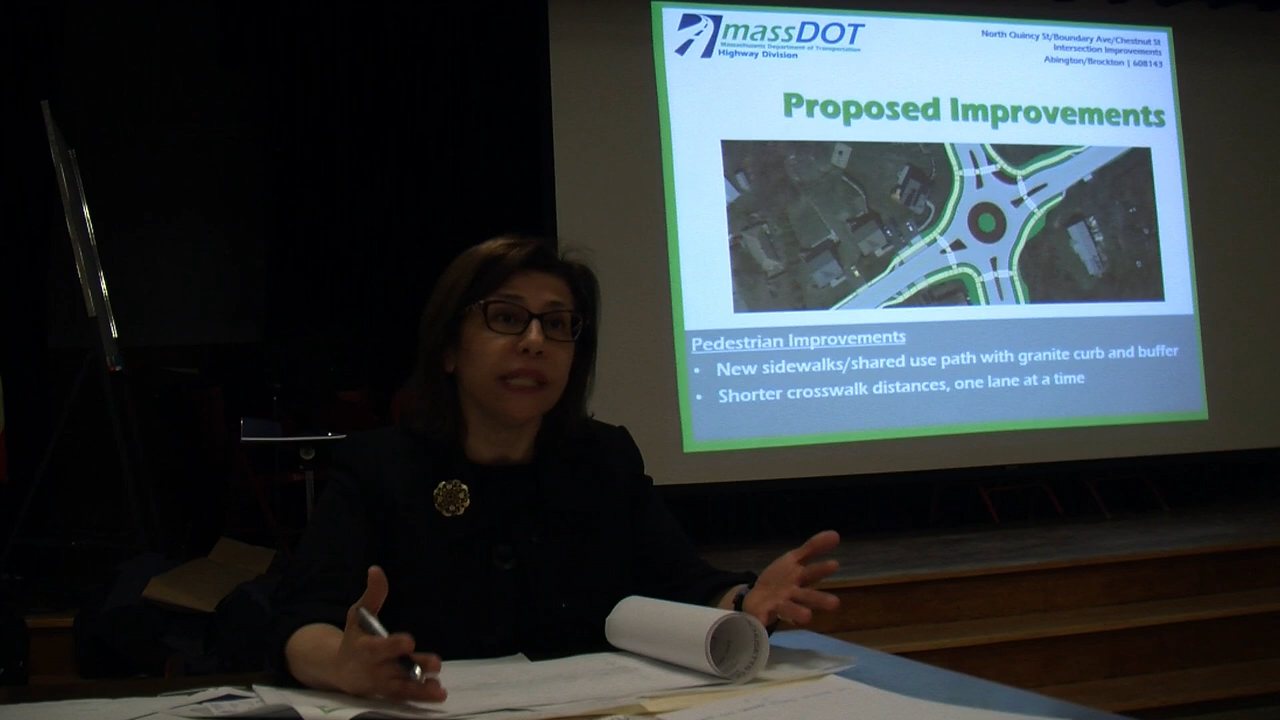 massDOT
Massachusetts Department of Transportation
Highway Division
North Quincy St/Boundary Ave/Chestnut St
Intersection Improvements
Abington/Brockton | 608143
Proposed Improvements
Pedestrian Improvements
• New sidewalks/shared use path with granite curb and buffer
• Shorter crosswalk distances, one lane at a time